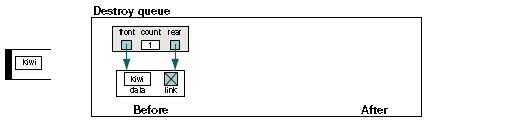 Destroy queue
front count rear
1
kiwi
kiwi
data link
Before After